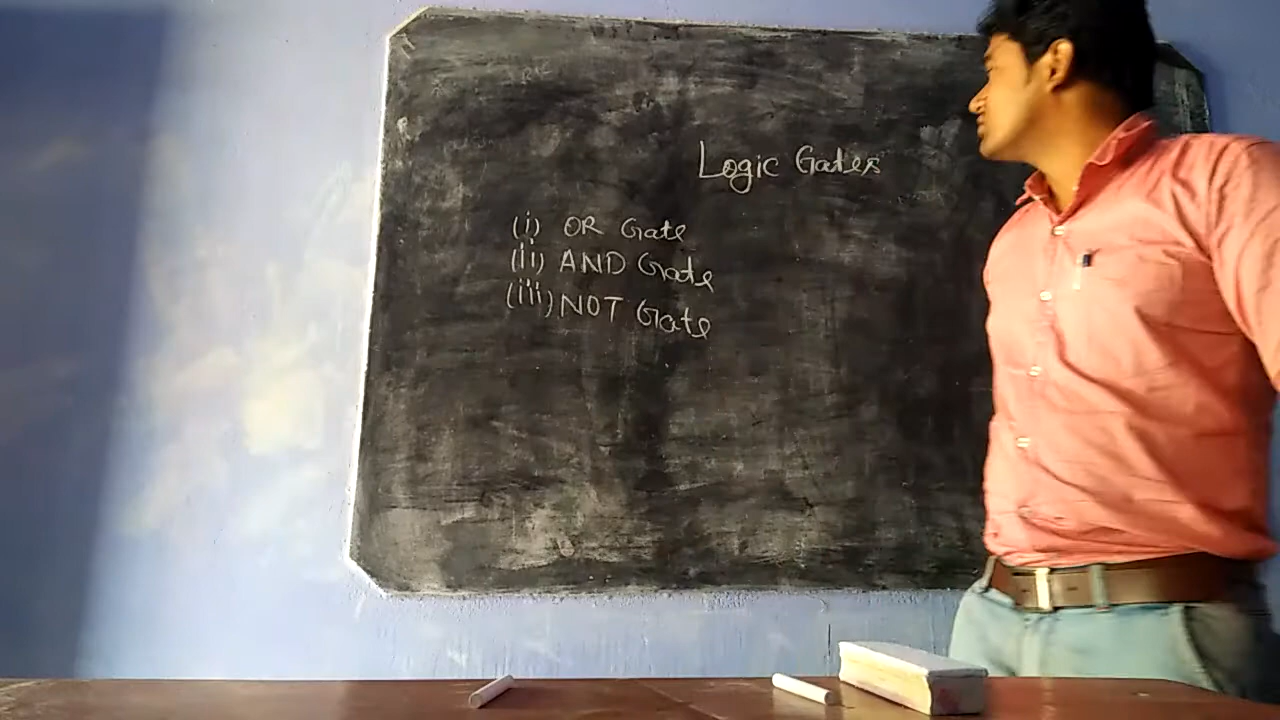 Logic Gates
(i) OR Gate
(ii) AND Gate
(iii) NOT Gate